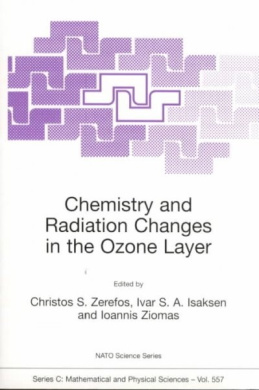 Chemistry and
Radiation Changes
in the Ozone Layer
Edited by
Christos S. Zerefos, Ivar S. A. Isaksen
and Ioannis Ziomas
NATO Science Series
Series C: Mathematical and Physical Sciences – Vol. 557